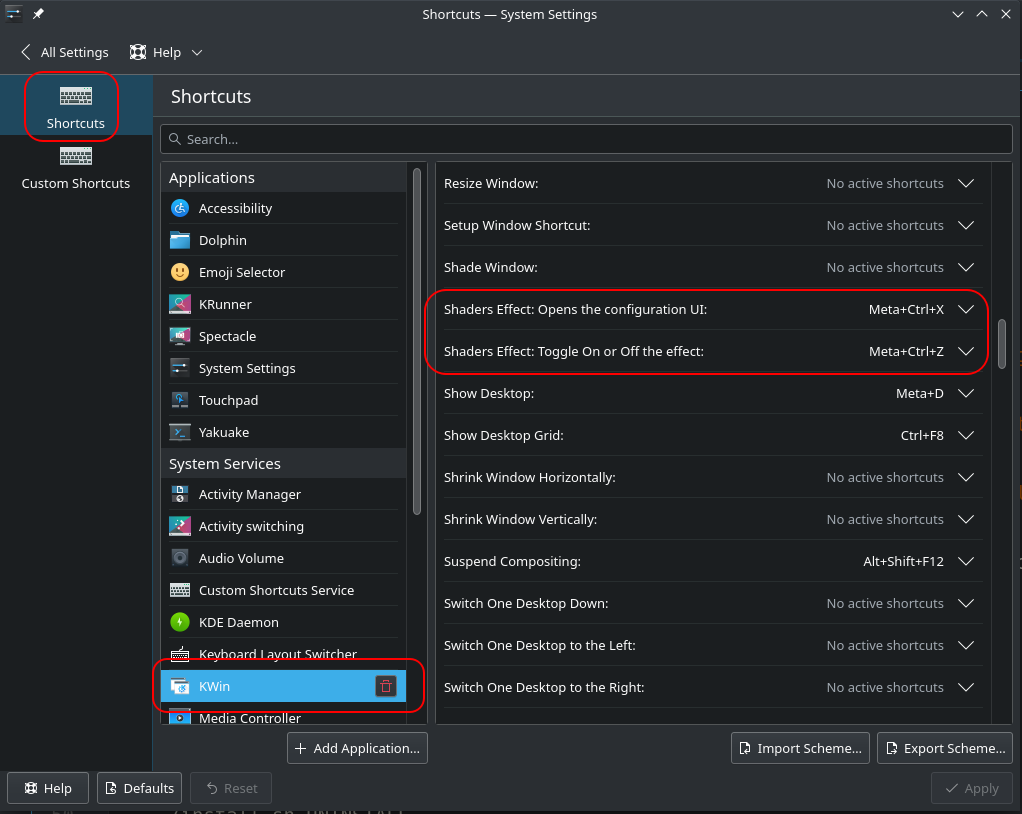 Shortcuts — System Settings
All Settings
Help
Shortcuts
Custom Shortcuts
Shortcuts
Search...
Applications
Accessibility
Dolphin
Emoji Selector
KRunner
Spectacle
System Settings
Touchpad
Yakuake
System Services
Activity Manager
Activity switching
Audio Volume
Custom Shortcuts Service
KDE Daemon
Keyboard Layout Switcher
KWin
Media Controller
Resize Window: No active shortcuts
Setup Window Shortcut: No active shortcuts
Shade Window: No active shortcuts
Shaders Effect: Opens the configuration UI: Meta+Ctrl+X
Shaders Effect: Toggle On or Off the effect: Meta+Ctrl+Z
Show Desktop: Meta+D
Show Desktop Grid: Ctrl+F8
Shrink Window Horizontally: No active shortcuts
Shrink Window Vertically: No active shortcuts
Suspend Compositing: Alt+Shift+F12
Switch One Desktop Down: No active shortcuts
Switch One Desktop to the Left: No active shortcuts
Switch One Desktop to the Right: No active shortcuts
Add Application...
Import Scheme...
Export Scheme...
Help
Defaults
Reset
Apply